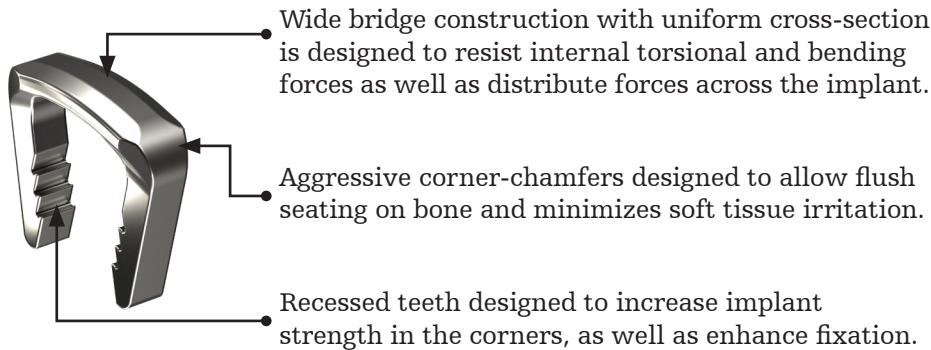 Wide bridge construction with uniform cross-section
is designed to resist internal torsional and bending
forces as well as distribute forces across the implant.
Aggressive corner-chamfers designed to allow flush
seating on bone and minimizes soft tissue irritation.
Recessed teeth designed to increase implant
strength in the corners, as well as enhance fixation.